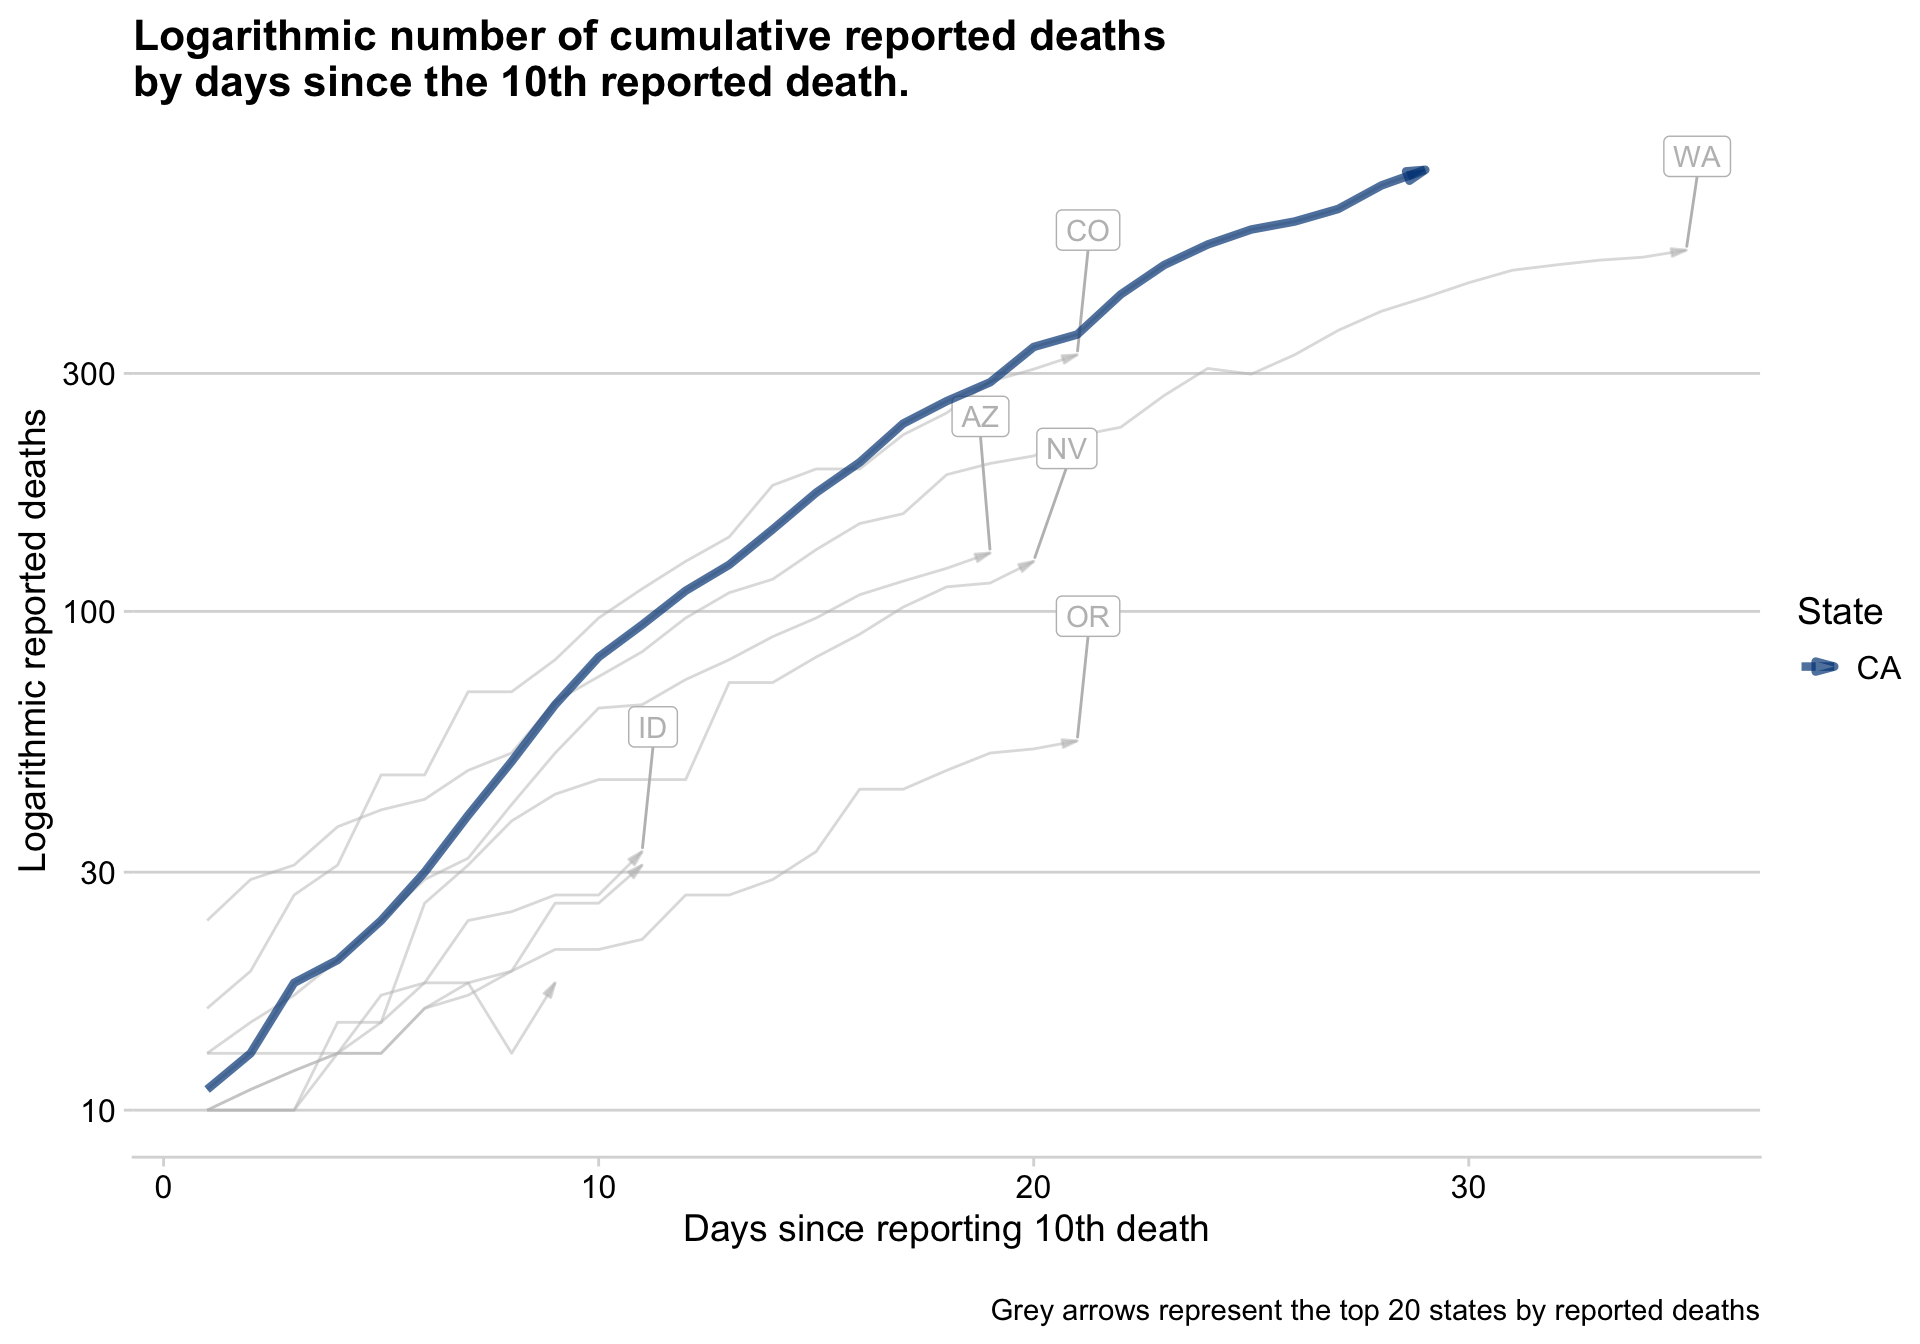 Logarithmic number of cumulative reported deaths
by days since the 10th reported death.
WA
CO
AZ
NV
OR
ID
300
100
30
10
Logarithmic reported deaths
State
CA
0 10 20 30
Days since reporting 10th death
Grey arrows represent the top 20 states by reported deaths